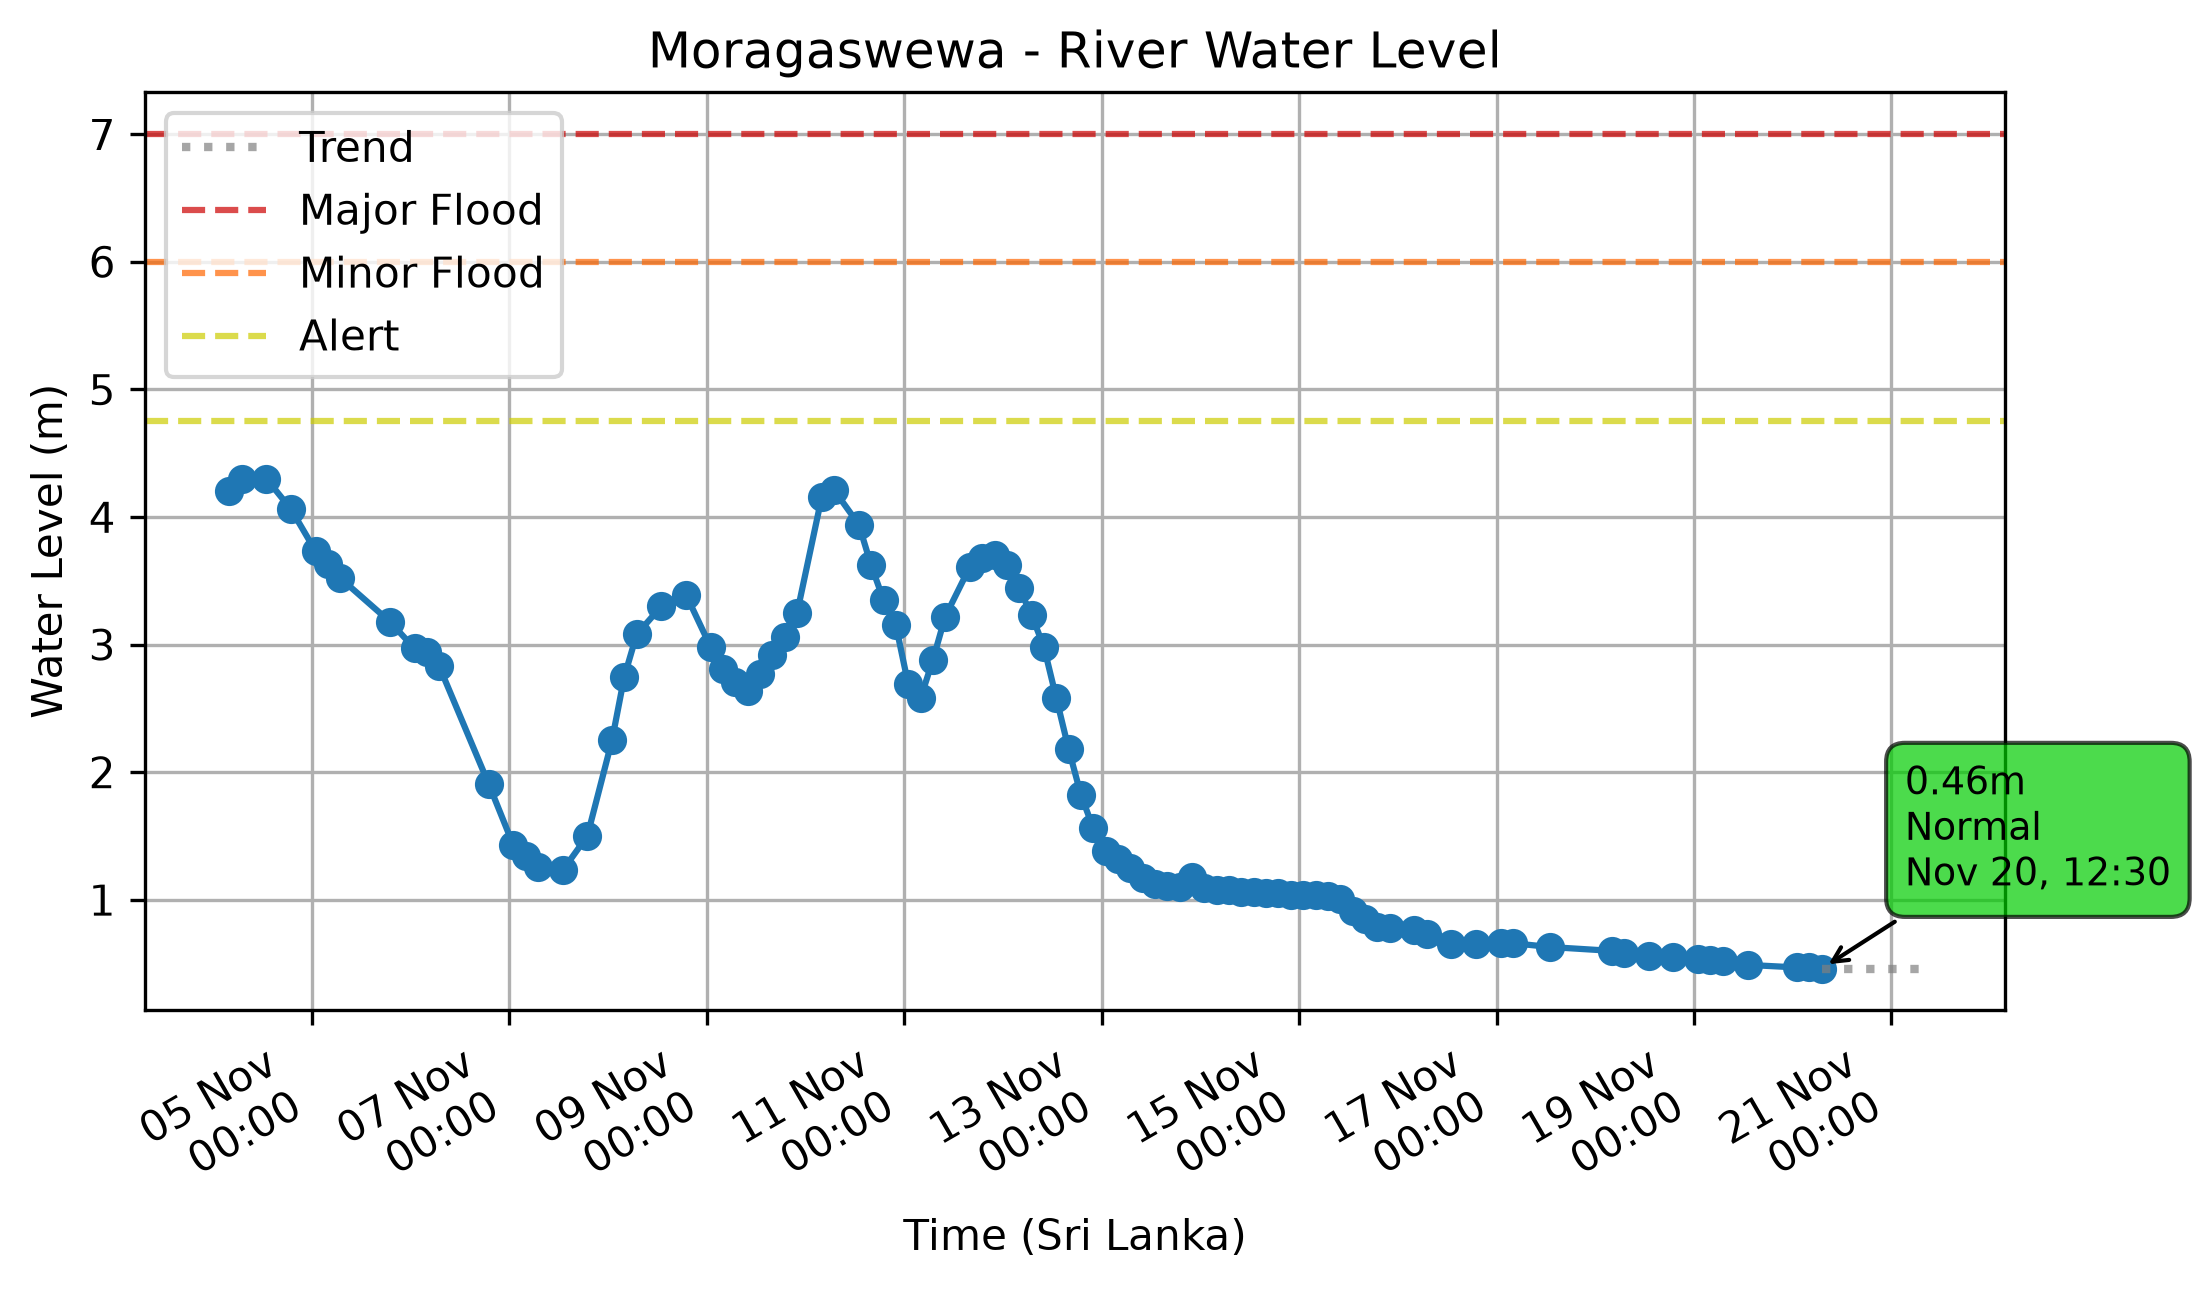 Moragaswewa - River Water Level
Trend
Major Flood
Minor Flood
Alert
Water Level (m)
7
6
5
4
3
2
1
0.46m
Normal
Nov 20, 12:30
05 Nov
00:00
07 Nov
00:00
09 Nov
00:00
11 Nov
00:00
13 Nov
00:00
15 Nov
00:00
17 Nov
00:00
19 Nov
00:00
21 Nov
00:00
Time (Sri Lanka)